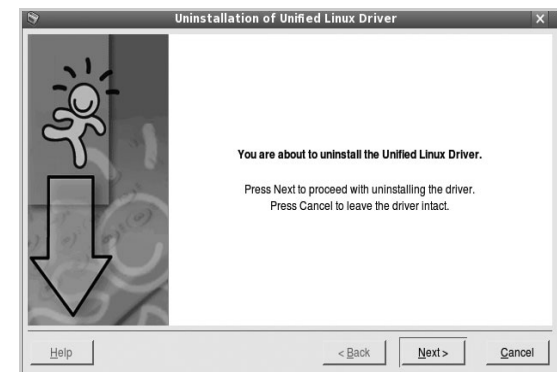 Uninstallation of Unified Linux Driver
You are about to uninstall the Unified Linux Driver.
Press Next to proceed with uninstalling the driver.
Press Cancel to leave the driver intact.
Help
< Back
Next >
Cancel